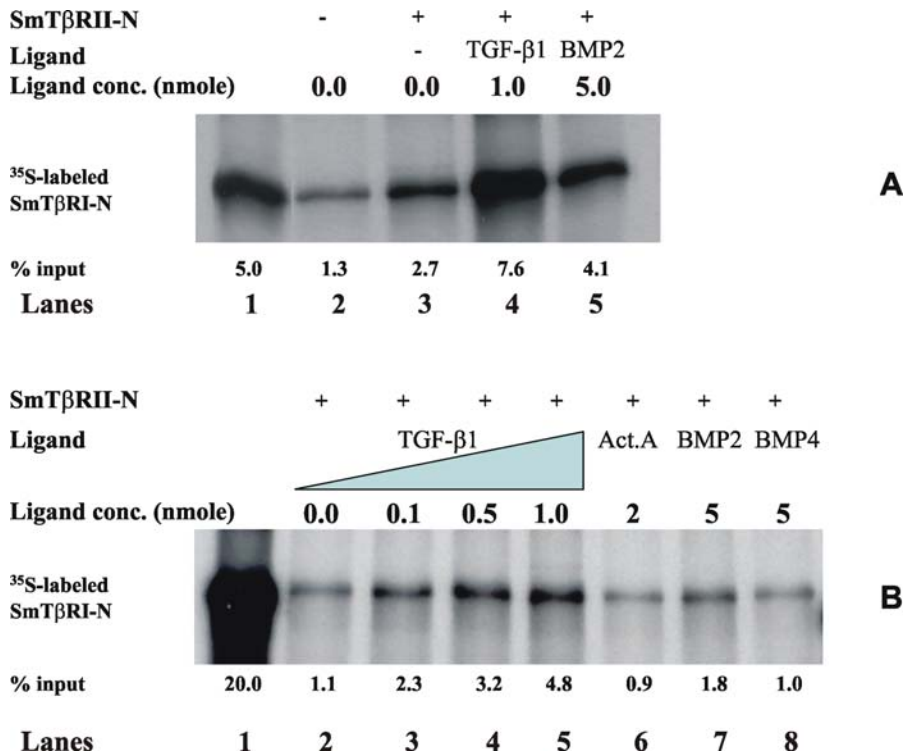 SmTβRII-N - + + +
Ligand - TGF-β1 BMP2
Ligand conc. (nmole) 0.0 0.0 1.0 5.0
³⁵S-labeled
SmTβRI-N
A
% input 5.0 1.3 2.7 7.6 4.1
Lanes 1 2 3 4 5
SmTβRII-N + + + + + + +
Ligand TGF-β1 Act.A BMP2 BMP4
Ligand conc. (nmole) 0.0 0.1 0.5 1.0 2 5 5
³⁵S-labeled
SmTβRI-N
B
% input 20.0 1.1 2.3 3.2 4.8 0.9 1.8 1.0
Lanes 1 2 3 4 5 6 7 8